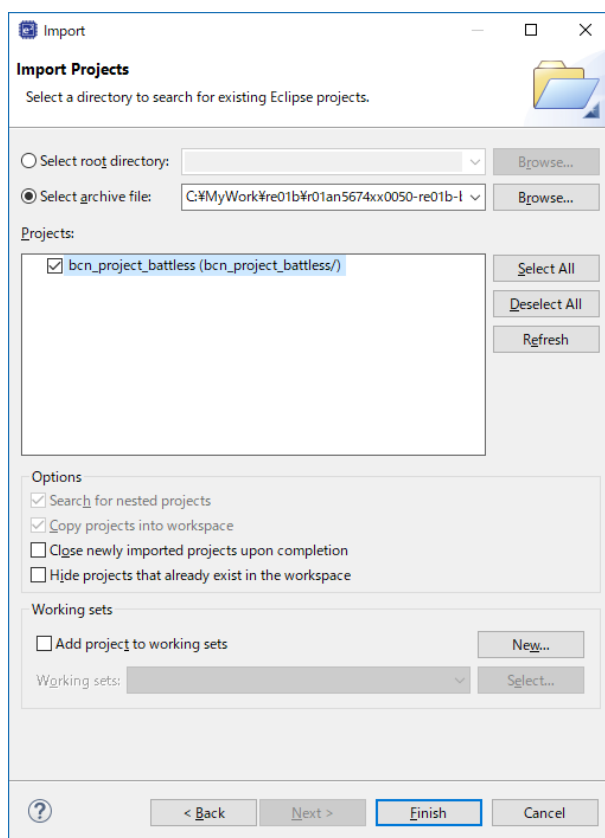 Import
Import Projects
Select a directory to search for existing Eclipse projects.
Select root directory:
Browse...
Select archive file:
C:¥MyWork¥re01b¥r01an5674xx0050-re01b-b
Browse...
Projects:
bcn_project_battless (bcn_project_battless/)
Select All
Deselect All
Refresh
Options
Search for nested projects
Copy projects into workspace
Close newly imported projects upon completion
Hide projects that already exist in the workspace
Working sets
Add project to working sets
New...
Working sets:
Select...
?
< Back
Next >
Finish
Cancel